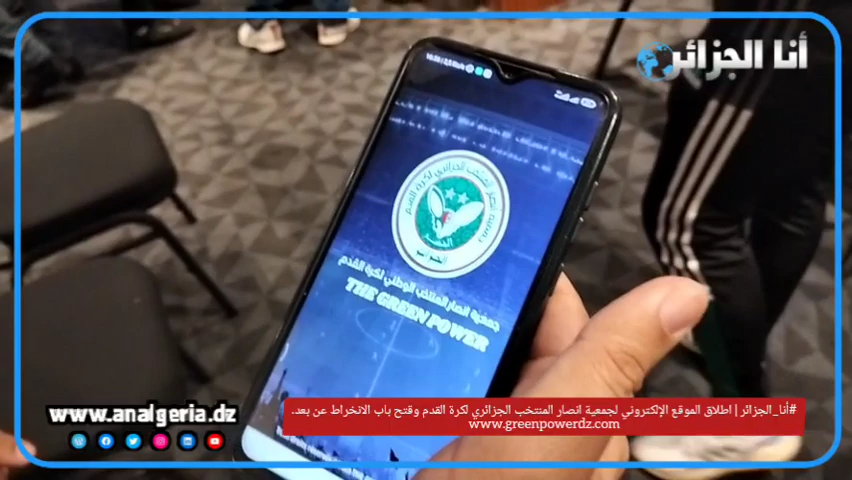 أنا الجزائر
جمعية انصار المنتخب الوطني لكرة القدم
THE GREEN POWER
www.analgeria.dz
#أنا_الجزائر | اطلاق الموقع الإلكتروني لجمعية انصار المنتخب الجزائري لكرة القدم وفتح باب الانخراط عن بعد.
www.greenpowerdz.com